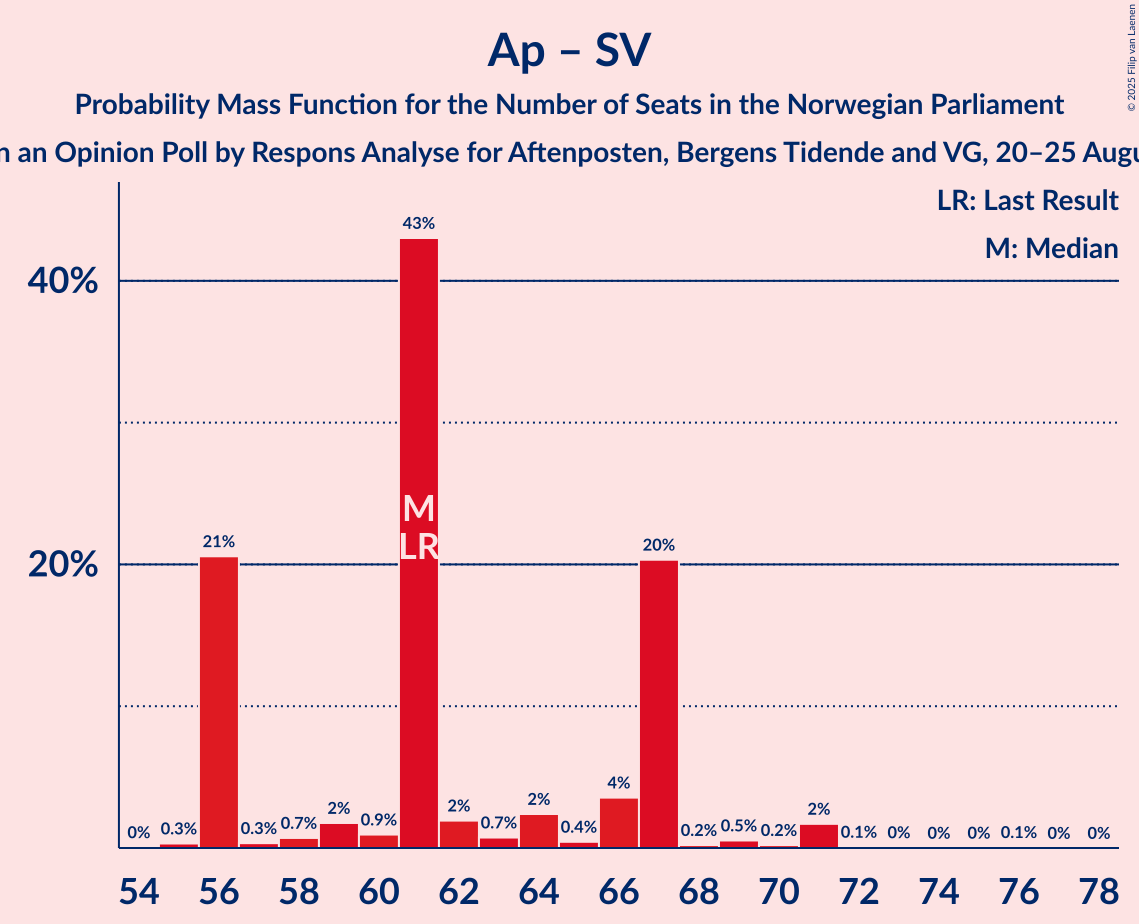 Ap – SV
Probability Mass Function for the Number of Seats in the Norwegian Parliament
an Opinion Poll by Respons Analyse for Aftenposten, Bergens Tidende and VG, 20–25
© 2025 Filip van Laenen
LR: Last Result
M: Median
40%
20%
0% 0.3% 21% 0.3% 0.7% 2% 0.9% 43% 2% 0.7% 2% 0.4% 4% 20% 0.2% 0.5% 0.2% 2% 0.1% 0% 0% 0% 0.1% 0% 0%
M
LR
54 56 58 60 62 64 66 68 70 72 74 76 78